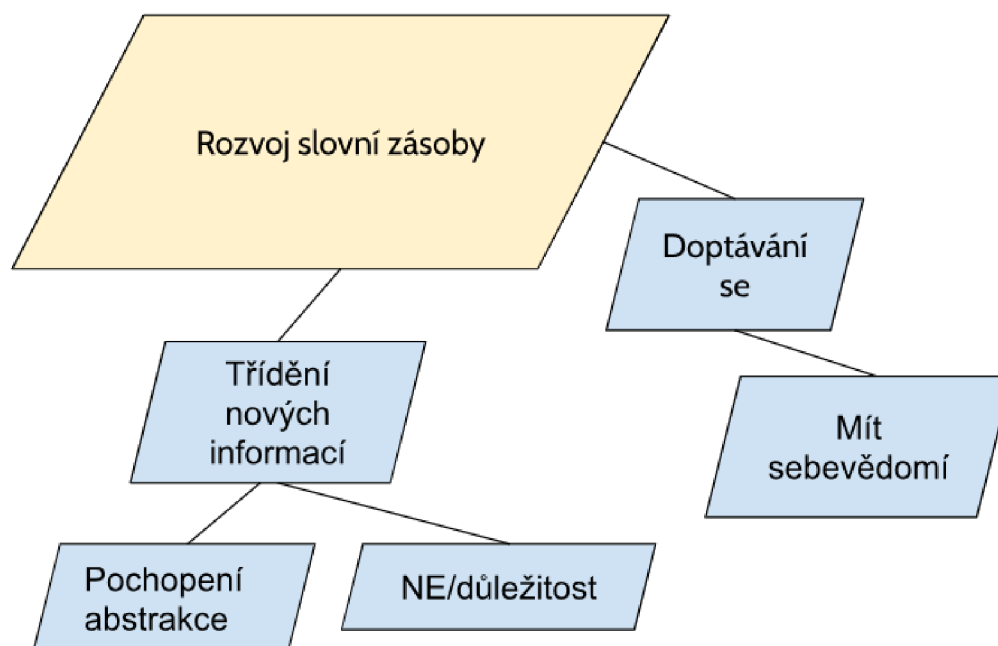 Rozvoj slovní zásoby
Doptávání
se
Třídění
nových
informací
Mít
sebevědomí
Pochopení
abstrakce
NE/důležitost